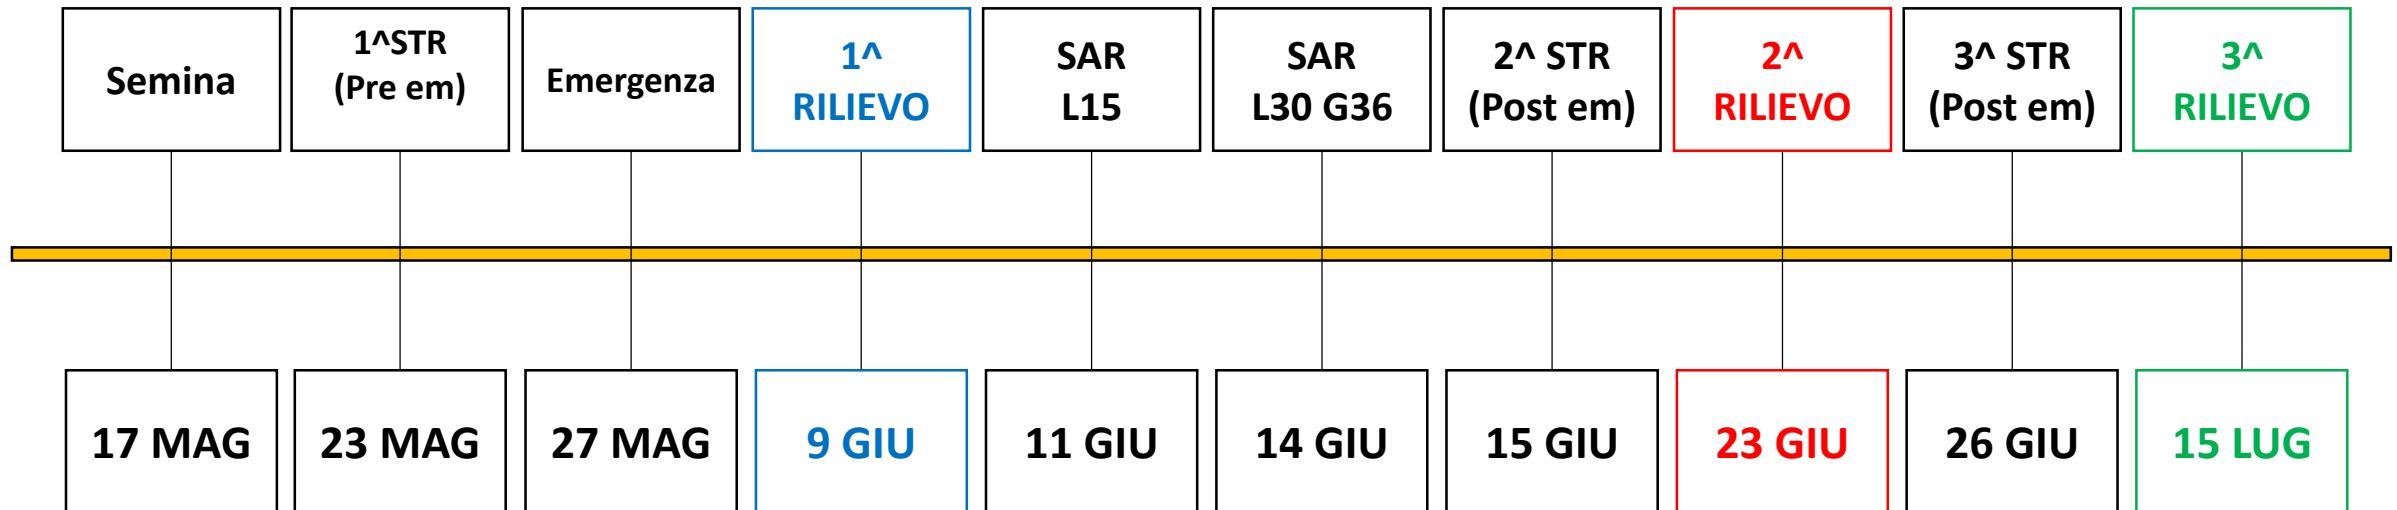 Semina
1^STR
(Pre em)
Emergenza
1^
RILIEVO
SAR
L15
SAR
L30 G36
2^ STR
(Post em)
2^
RILIEVO
3^ STR
(Post em)
3^
RILIEVO
17 MAG
23 MAG
27 MAG
9 GIU
11 GIU
14 GIU
15 GIU
23 GIU
26 GIU
15 LUG